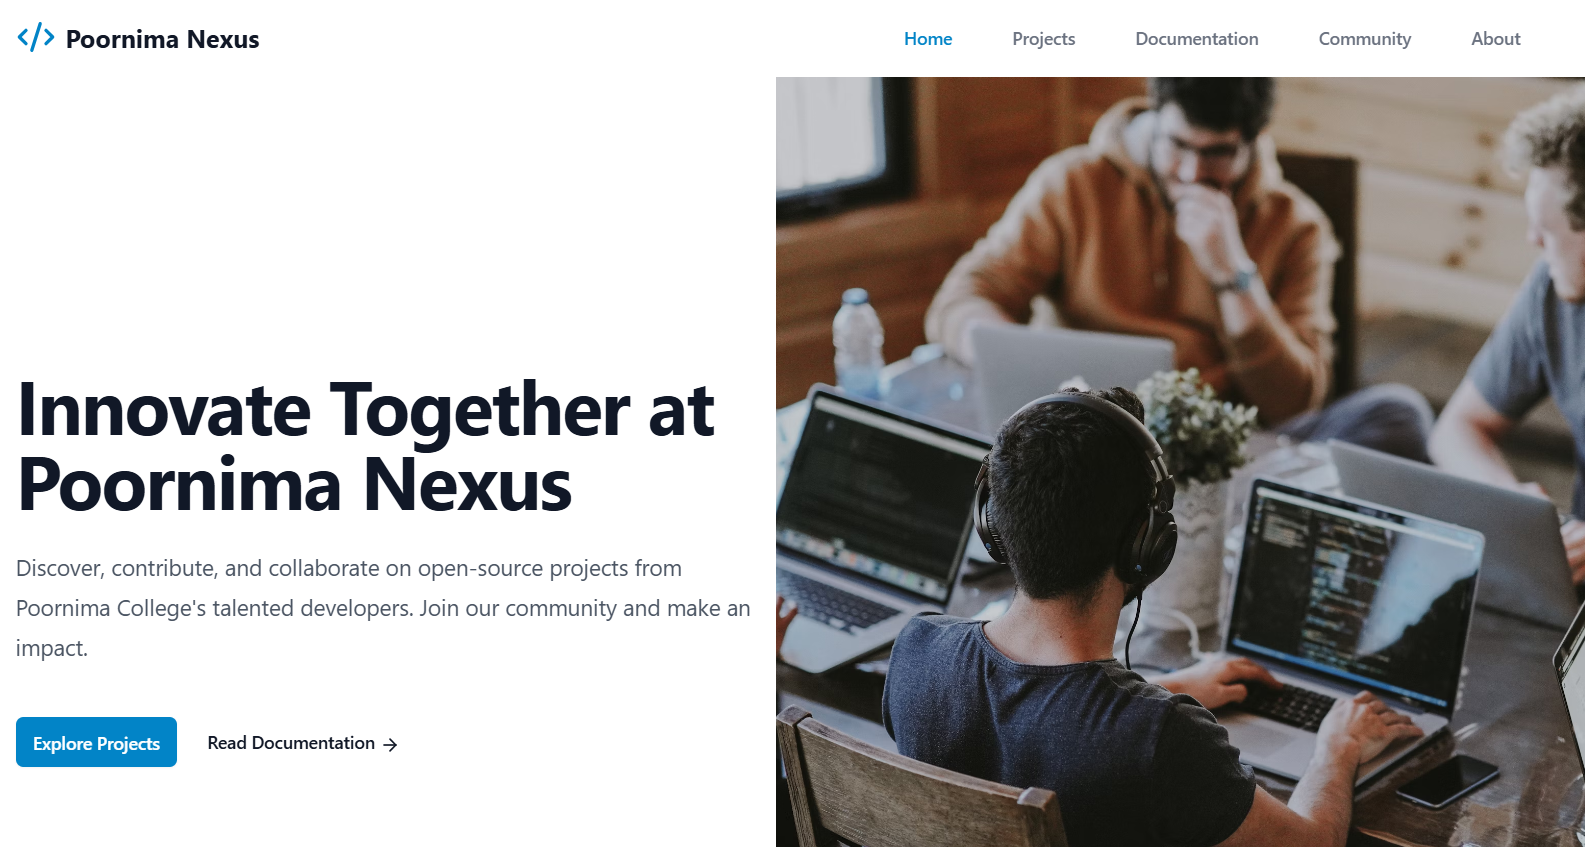 </> Poornima Nexus
Home Projects Documentation Community About
Innovate Together at
Poornima Nexus
Discover, contribute, and collaborate on open-source projects from
Poornima College's talented developers. Join our community and make an
impact.
Explore Projects
Read Documentation →